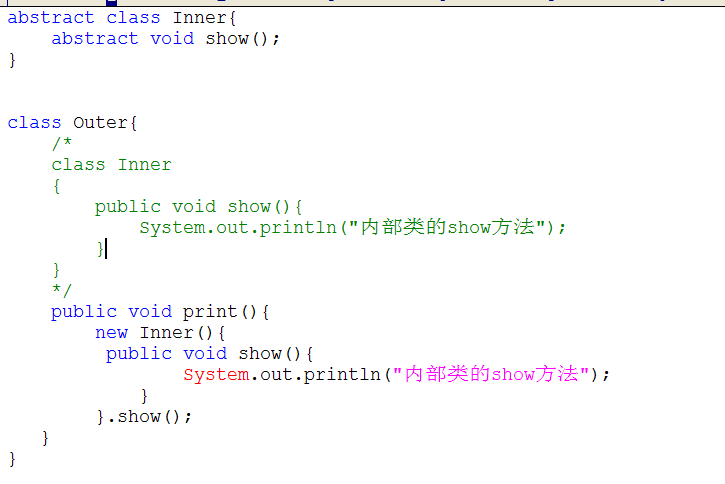 abstract class Inner{
    abstract void show();
}
class Outer{
    /*
    class Inner
    {
        public void show(){
            System.out.println("内部类的show方法");
        }
    }
    */
    public void print(){
        new Inner(){
         public void show(){
                System.out.println("内部类的show方法");
            }
        }.show();
   }
}